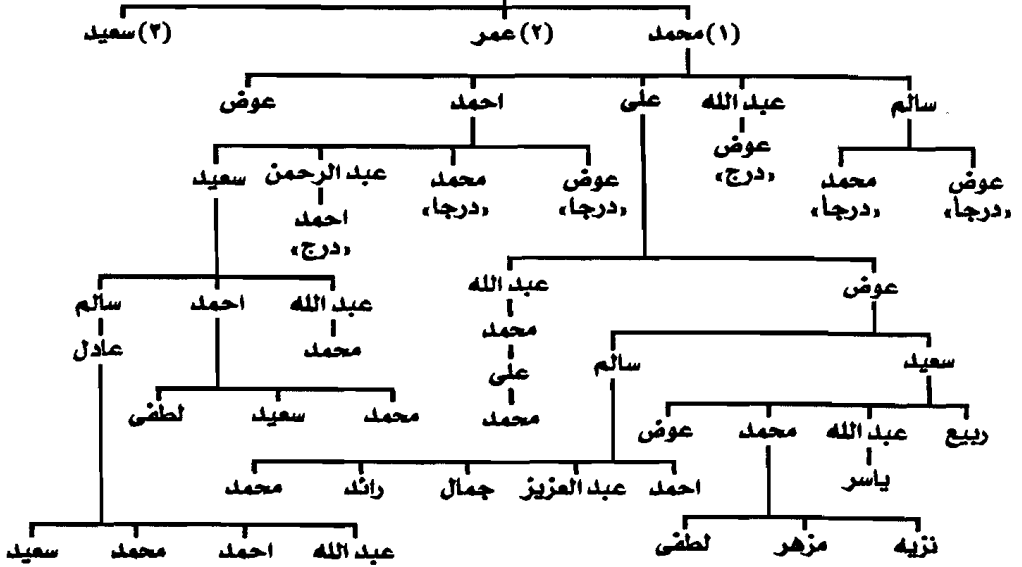 (١) محمد (٢) عمر (٣) سعيد
سالم عبد الله على احمد عوض
عوض «درجا» محمد «درجا» عوض «درج» عوض «درجا» محمد «درجا» عبد الرحمن سعيد
احمد «درج»
عوض عبد الله عبد الله احمد سالم
محمد محمد عادل
سعيد سالم على
محمد سعيد لطفى محمد
ربيع عبد الله محمد عوض
ياسر
احمد عبد العزيز جمال رائد محمد
نزيه مزهر لطفى عبد الله احمد محمد سعيد